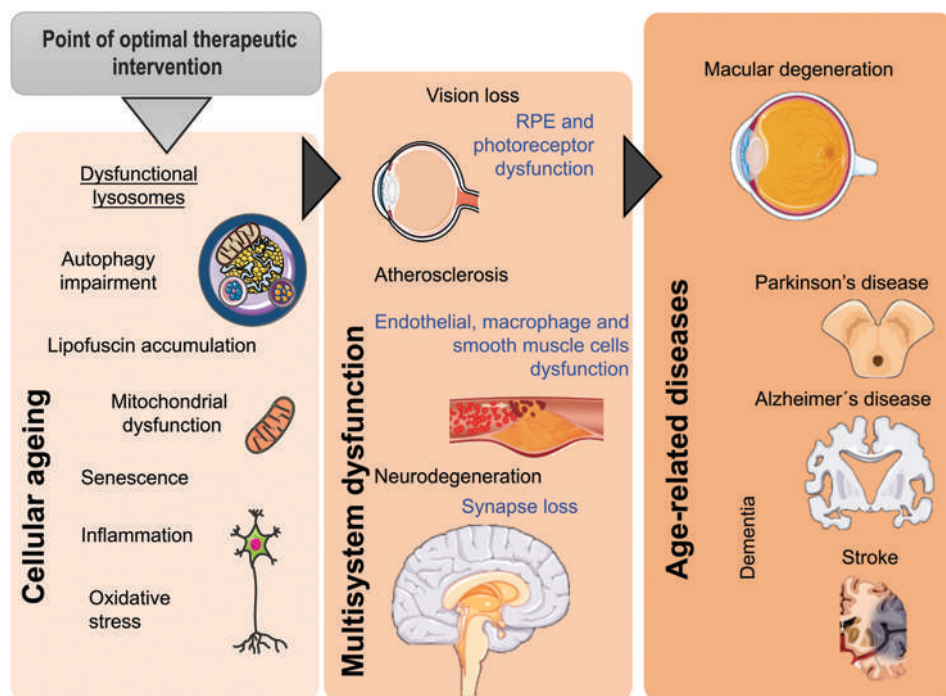 Point of optimal therapeutic
intervention
Dysfunctional
lysosomes
Autophagy
impairment
Lipofuscin accumulation
Mitochondrial
dysfunction
Senescence
Inflammation
Oxidative
stress
Cellular ageing
Vision loss
RPE and
photoreceptor
dysfunction
Atherosclerosis
Endothelial, macrophage and
smooth muscle cells
dysfunction
Neurodegeneration
Synapse loss
Multisystem dysfunction
Macular degeneration
Parkinson's disease
Alzheimer´s disease
Dementia
Stroke
Age-related diseases